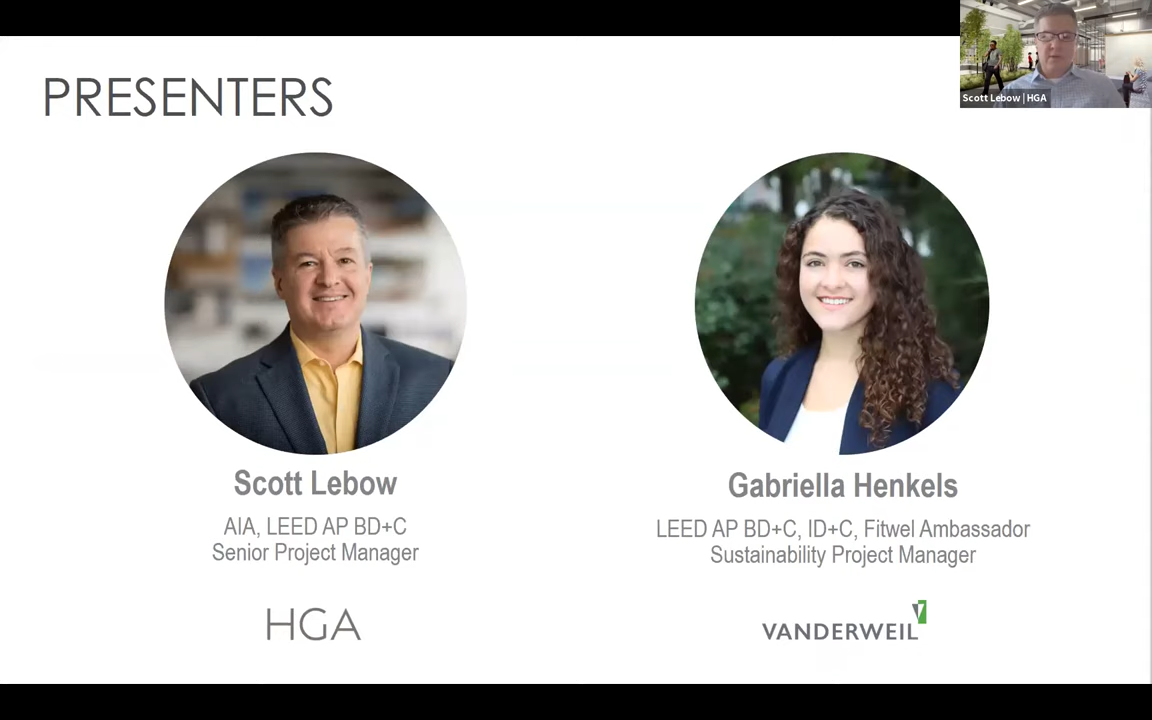 PRESENTERS
Scott Lebow | HGA
Scott Lebow
AIA, LEED AP BD+C
Senior Project Manager
HGA
Gabriella Henkels
LEED AP BD+C, ID+C, Fitwel Ambassador
Sustainability Project Manager
VANDERWEIL